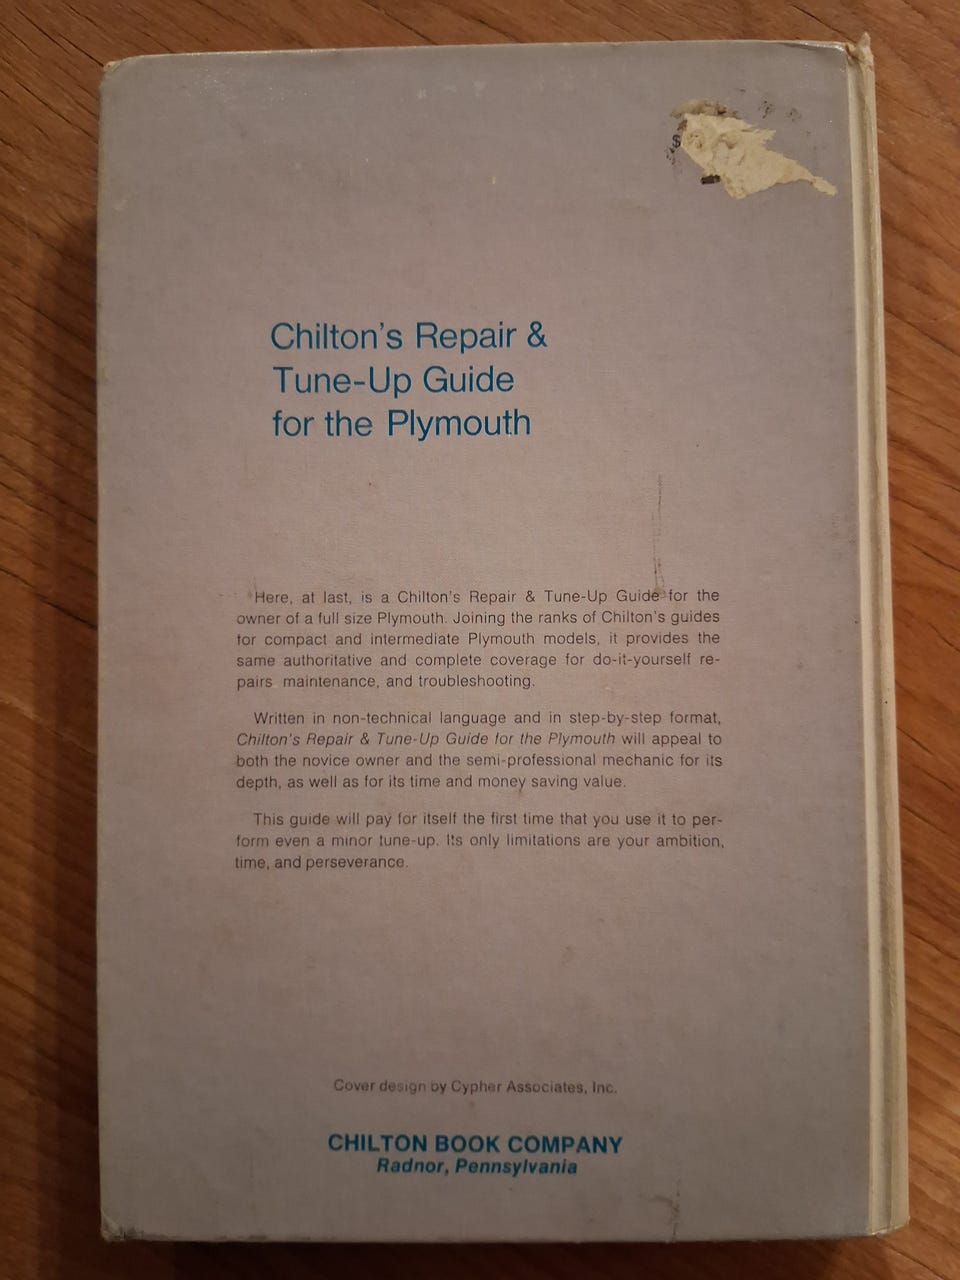 $
Chilton's Repair &
Tune-Up Guide
for the Plymouth
Here, at last, is a Chilton's Repair & Tune-Up Guide for the
owner of a full size Plymouth. Joining the ranks of Chilton's guides
for compact and intermediate Plymouth models, it provides the
same authoritative and complete coverage for do-it-yourself re-
pairs maintenance, and troubleshooting.
Written in non-technical language and in step-by-step format,
Chilton's Repair & Tune-Up Guide for the Plymouth will appeal to
both the novice owner and the semi-professional mechanic for its
depth, as well as for its time and money saving value.
This guide will pay for itself the first time that you use it to per-
form even a minor tune-up. Its only limitations are your ambition,
time, and perseverance.
Cover design by Cypher Associates, Inc.
CHILTON BOOK COMPANY
Radnor, Pennsylvania